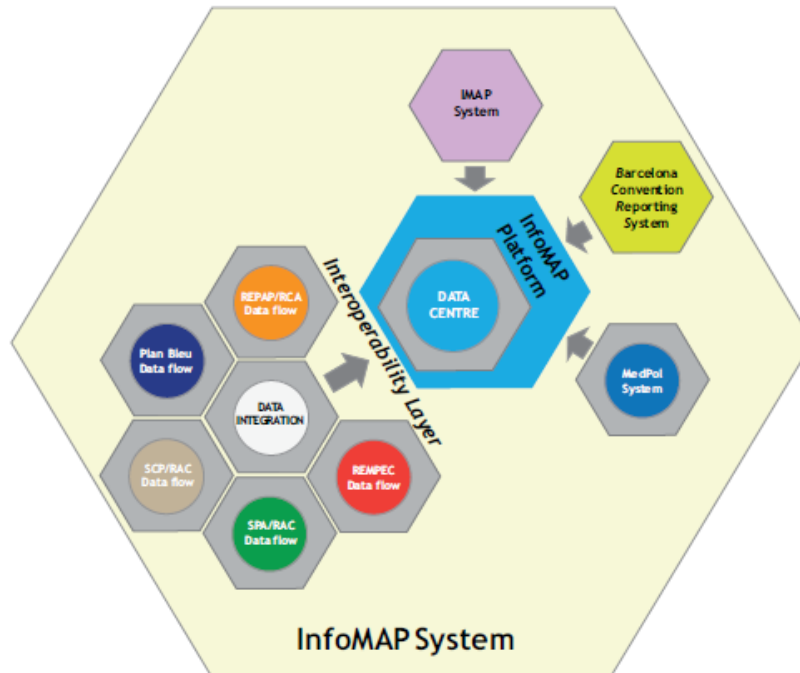 IMAP
System
Barcelona
Convention
Reporting
System
InfoMAP
Platform
DATA
CENTRE
Interoperability Layer
REPAP/RCA
Data flow
Plan Bleu
Data flow
DATA
INTEGRATION
MedPol
System
SCP/RAC
Data flow
REMPEC
Data flow
SPA/RAC
Data flow
InfoMAP System